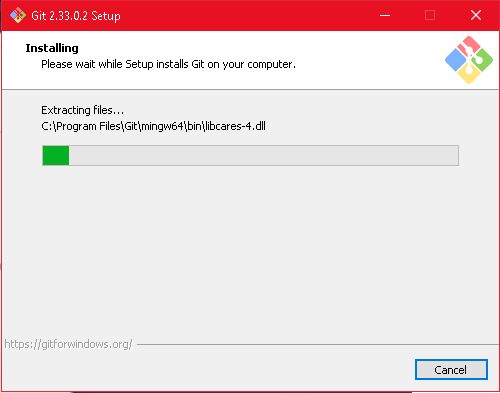 Git 2.33.0.2 Setup
Installing
Please wait while Setup installs Git on your computer.
Extracting files...
C:\Program Files\Git\mingw64\bin\libcares-4.dll
https://gitforwindows.org/
Cancel